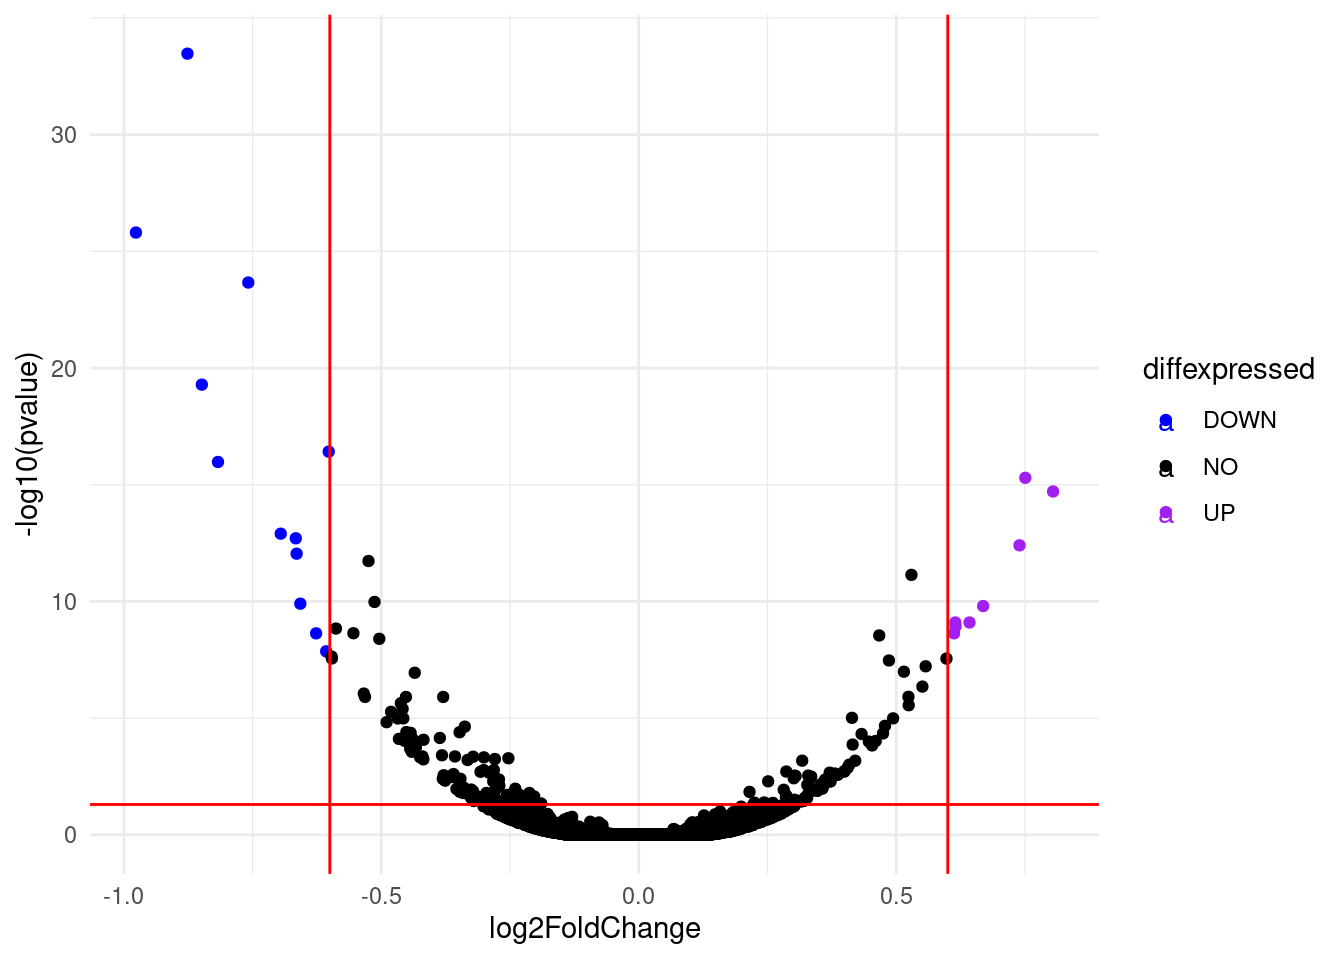 30
20
10
0
-log10(pvalue)
-1.0
-0.5
0.0
0.5
log2FoldChange
diffexpressed
a DOWN
a NO
a UP